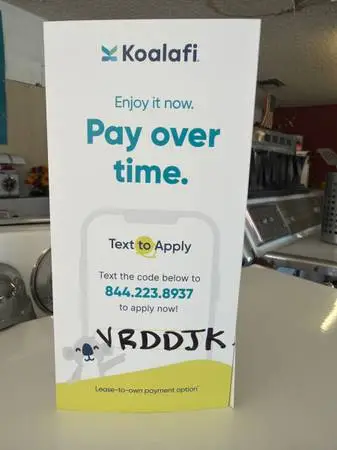 Koalafi
Enjoy it now.
Pay over
time.
Text to Apply
Text the code below to
844.223.8937
to apply now!
VRDDJK
Lease-to-own payment option*